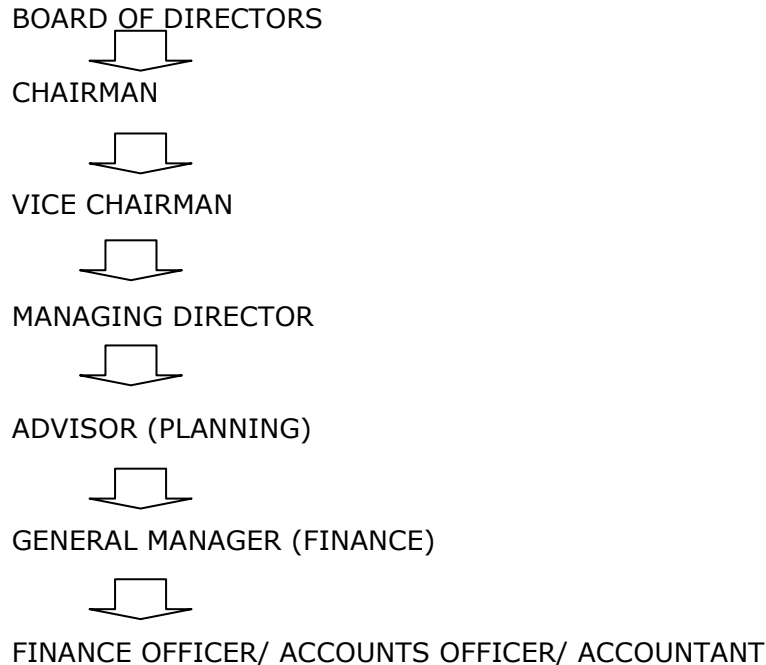 BOARD OF DIRECTORS
CHAIRMAN
VICE CHAIRMAN
MANAGING DIRECTOR
ADVISOR (PLANNING)
GENERAL MANAGER (FINANCE)
FINANCE OFFICER/ ACCOUNTS OFFICER/ ACCOUNTANT